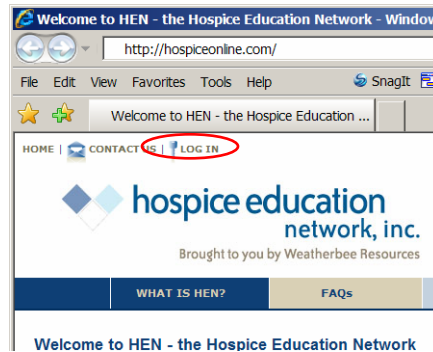 Welcome to HEN - the Hospice Education Network - Window
http://hospiceonline.com/
File Edit View Favorites Tools Help SnagIt
Welcome to HEN - the Hospice Education ...
HOME | CONTACT US | LOG IN
hospice education
network, inc.
Brought to you by Weatherbee Resources
WHAT IS HEN? FAQs
Welcome to HEN - the Hospice Education Network